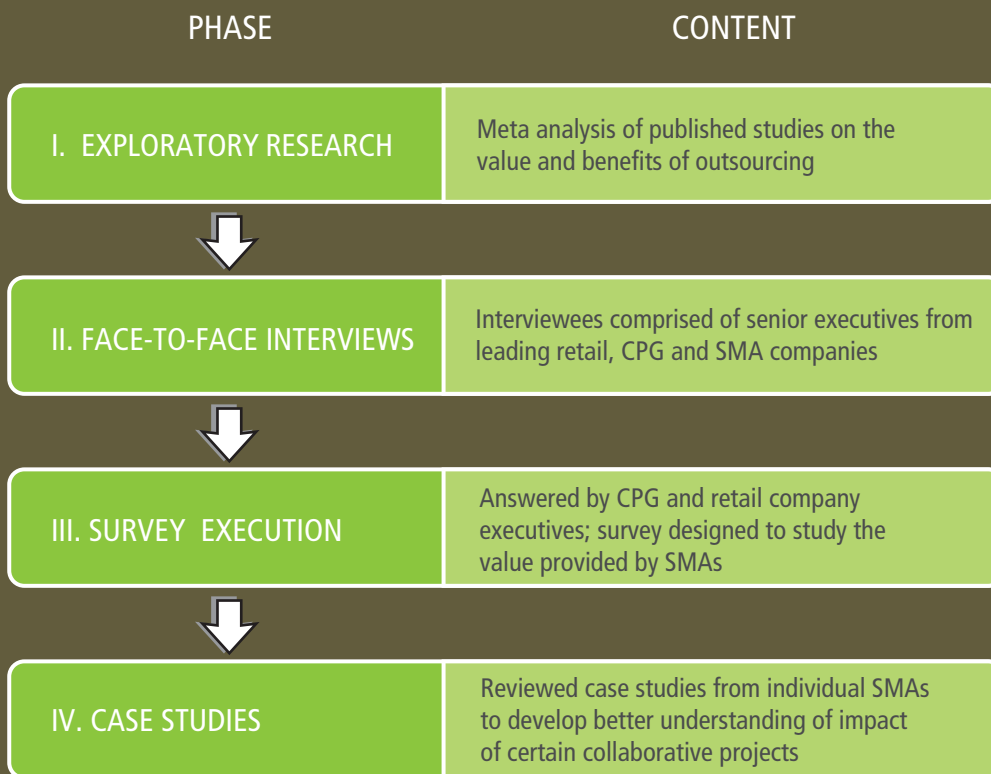 PHASE
CONTENT
I. EXPLORATORY RESEARCH
Meta analysis of published studies on the
value and benefits of outsourcing
II. FACE-TO-FACE INTERVIEWS
Interviewees comprised of senior executives from
leading retail, CPG and SMA companies
III. SURVEY EXECUTION
Answered by CPG and retail company
executives; survey designed to study the
value provided by SMAs
IV. CASE STUDIES
Reviewed case studies from individual SMAs
to develop better understanding of impact
of certain collaborative projects